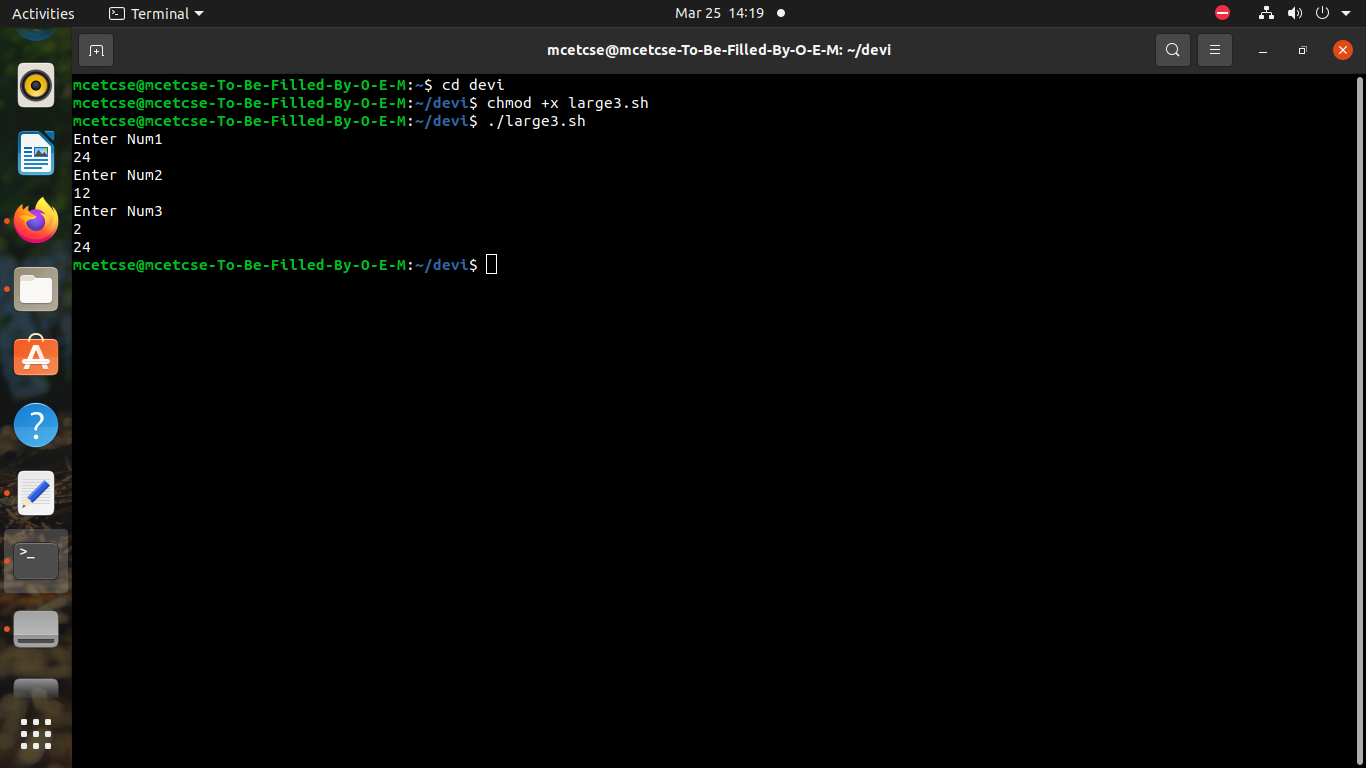 Activities Terminal Mar 25 14:19
mcetcse@mcetcse-To-Be-Filled-By-O-E-M: ~/devi
mcetcse@mcetcse-To-Be-Filled-By-O-E-M:~$ cd devi
mcetcse@mcetcse-To-Be-Filled-By-O-E-M:~/devi$ chmod +x large3.sh
mcetcse@mcetcse-To-Be-Filled-By-O-E-M:~/devi$ ./large3.sh
Enter Num1
24
Enter Num2
12
Enter Num3
2
24
mcetcse@mcetcse-To-Be-Filled-By-O-E-M:~/devi$